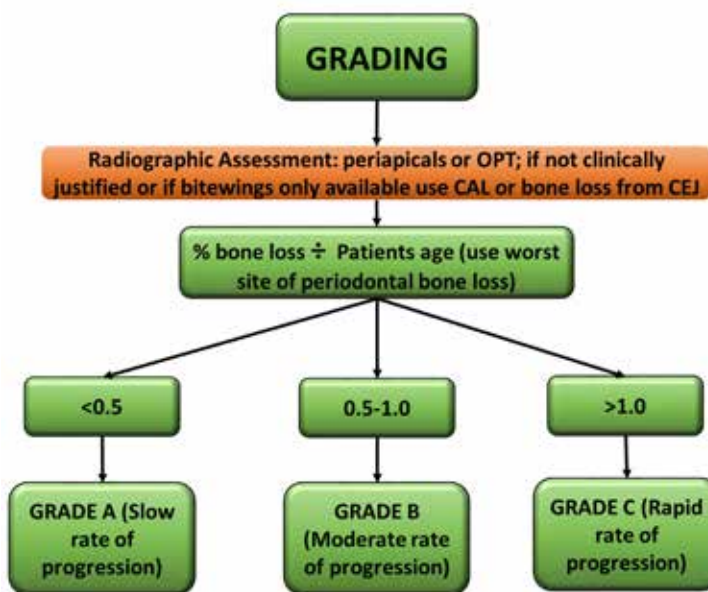 GRADING
Radiographic Assessment: periapicals or OPT; if not clinically
justified or if bitewings only available use CAL or bone loss from CEJ
% bone loss ÷ Patients age (use worst
site of periodontal bone loss)
<0.5
0.5-1.0
>1.0
GRADE A (Slow
rate of
progression)
GRADE B
(Moderate rate
of progression)
GRADE C (Rapid
rate of
progression)